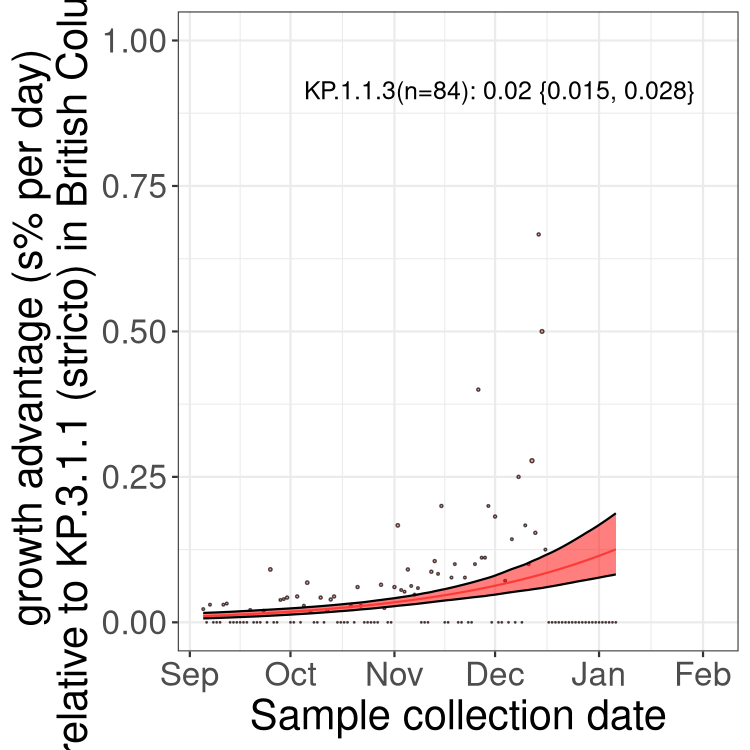 growth advantage (s% per day)
relative to KP.3.1.1 (stricto) in British
1.00
0.75
0.50
0.25
0.00
KP.1.1.3(n=84): 0.02 {0.015, 0.028}
Sep Oct Nov Dec Jan Feb
Sample collection date